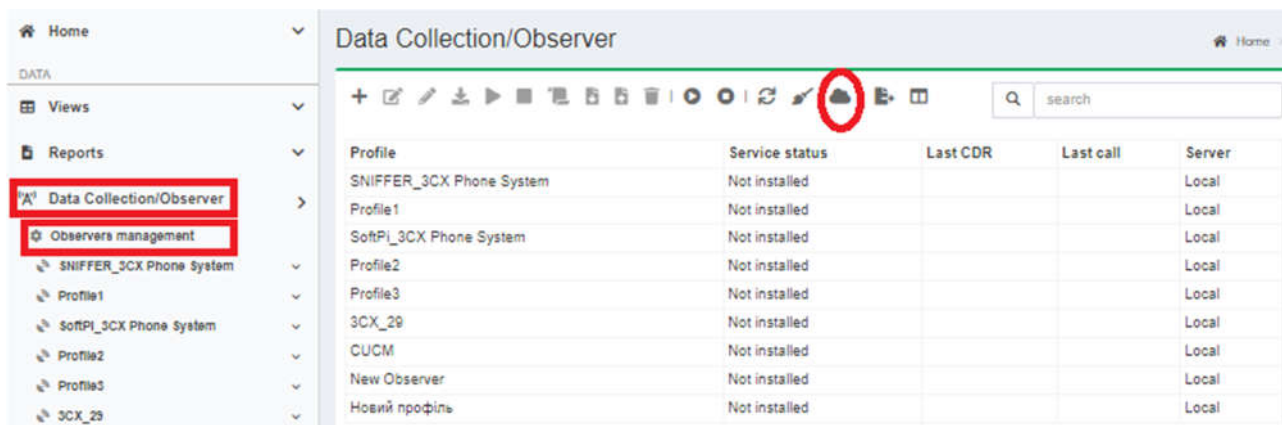 Home
DATA
Views
Reports
Data Collection/Observer
Observers management
SNIFFER_3CX Phone System
Profile1
SoftPI_3CX Phone System
Profile2
Profile3
3CX_29
Data Collection/Observer
Home
search
Profile Service status Last CDR Last call Server
SNIFFER_3CX Phone System Not installed Local
Profile1 Not installed Local
SoftPi_3CX Phone System Not installed Local
Profile2 Not installed Local
Profile3 Not installed Local
3CX_29 Not installed Local
CUCM Not installed Local
New Observer Not installed Local
Новий профіль Not installed Local